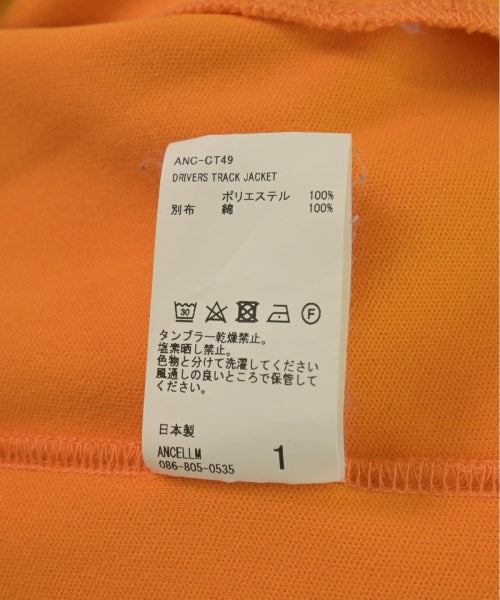 ANC-CT49
DRIVERS TRACK JACKET
ポリエステル 100%
別布 綿 100%
30 F
タンブラー乾燥禁止。
塩素晒し禁止。
色物と分けて洗濯してください
風通しの良いところで保管して
ください。
日本製
ANCELLM
086-805-0535 1